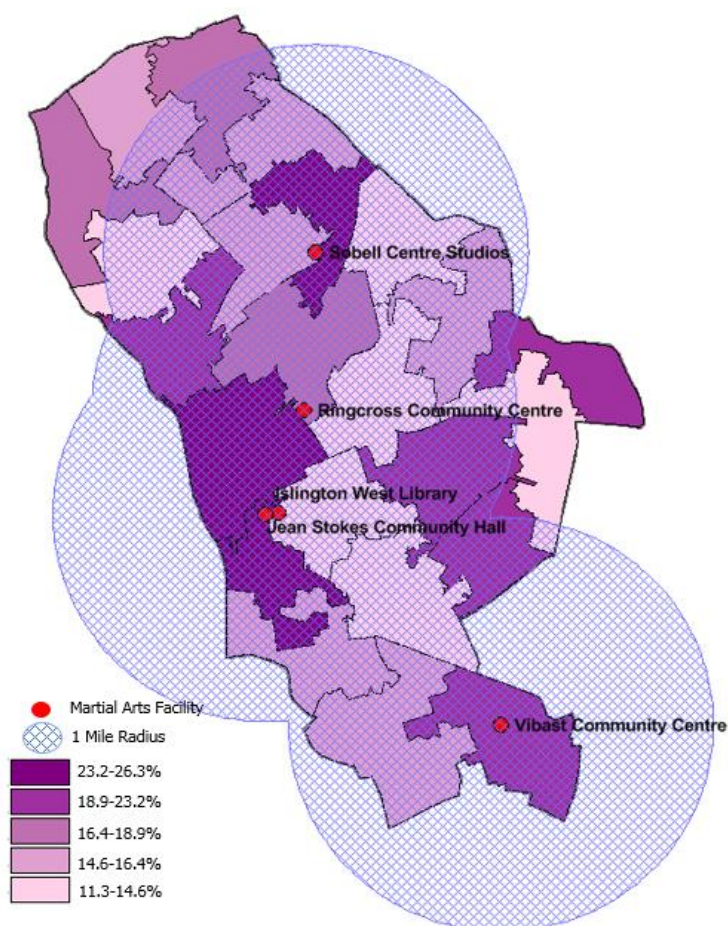 Sobell Centre Studios
Ringcross Community Centre
Islington West Library
Jean Stokes Community Hall
Vibast Community Centre
Martial Arts Facility
1 Mile Radius
23.2-26.3%
18.9-23.2%
16.4-18.9%
14.6-16.4%
11.3-14.6%